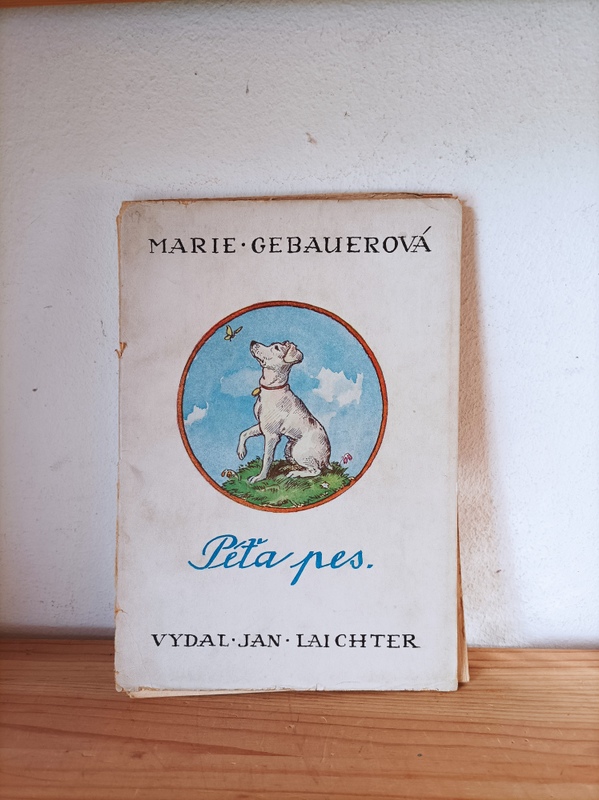 MARIE·GEBAUEROVÁ
Péťa pes.
VYDAL·JAN·LAICHTER